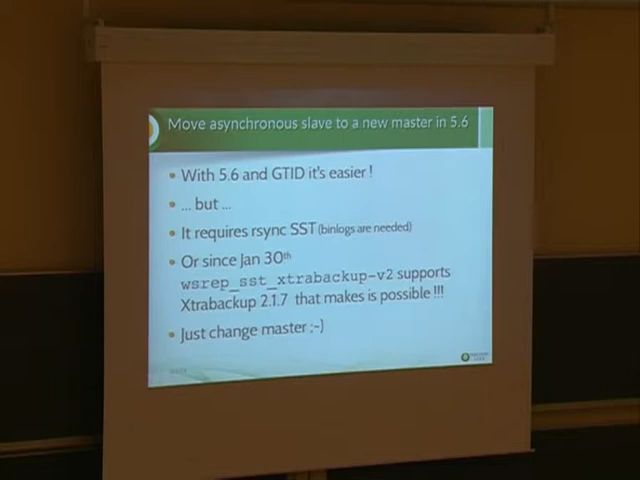 Move asynchronous slave to a new master in 5.6
• With 5.6 and GTID it's easier !
• ... but ...
• It requires rsync SST (binlogs are needed)
• Or since Jan 30th
wsrep_sst_xtrabackup-v2 supports
Xtrabackup 2.1.7 that makes is possible !!!
• Just change master :-)